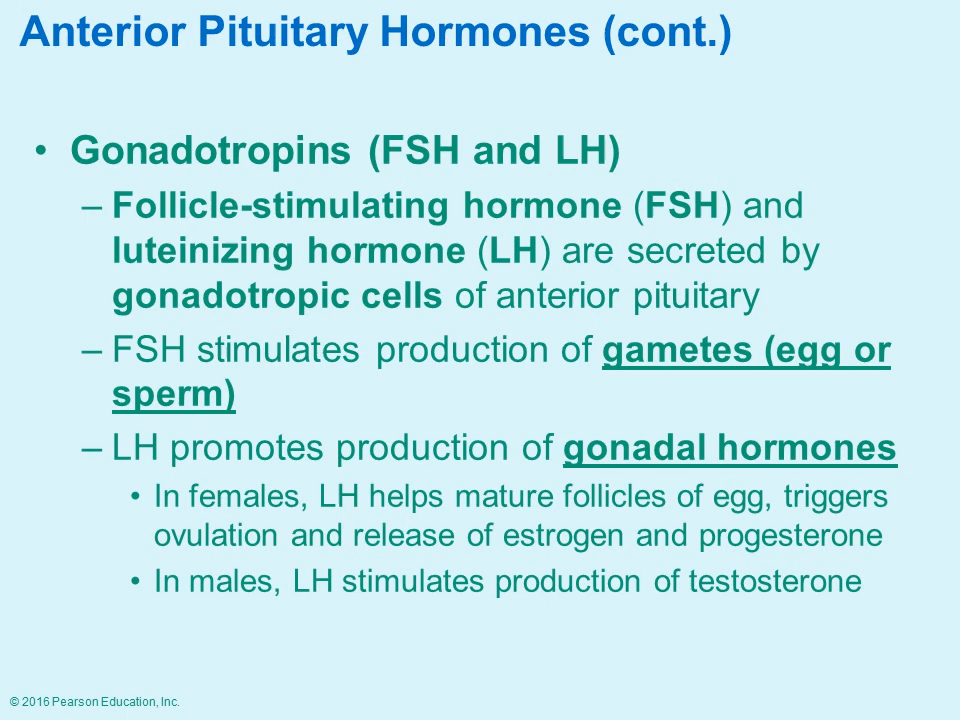 Anterior Pituitary Hormones (cont.)
• Gonadotropins (FSH and LH)
– Follicle-stimulating hormone (FSH) and
luteinizing hormone (LH) are secreted by
gonadotropic cells of anterior pituitary
– FSH stimulates production of gametes (egg or
sperm)
– LH promotes production of gonadal hormones
• In females, LH helps mature follicles of egg, triggers
ovulation and release of estrogen and progesterone
• In males, LH stimulates production of testosterone
© 2016 Pearson Education, Inc.